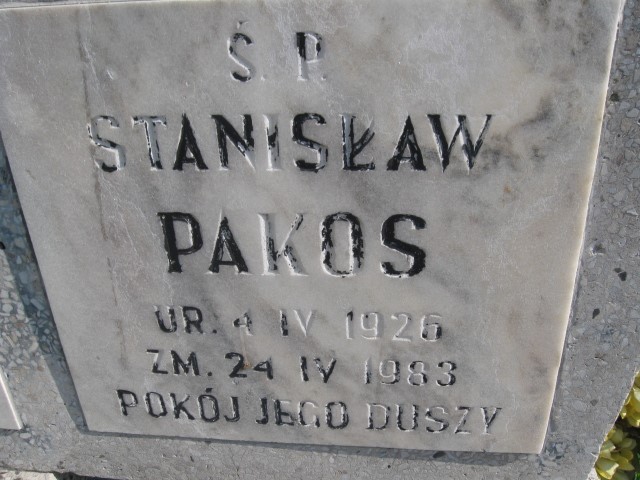 Ś. P.
STANISŁAW
PAKOS
UR. 4 IV 1926
ZM. 24 IV 1983
POKÓJ JEGO DUSZY